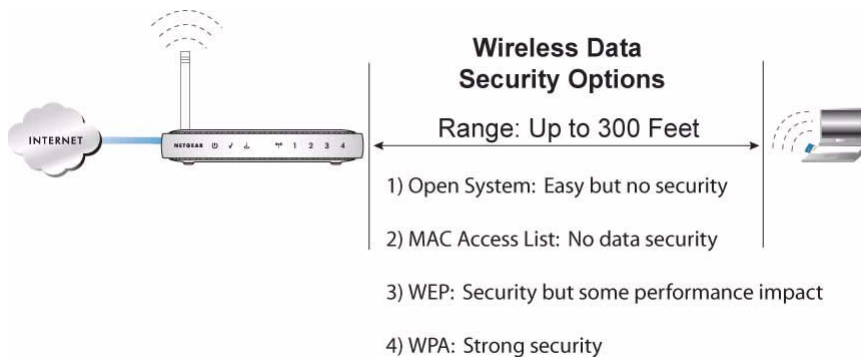 Wireless Data
Security Options
INTERNET
NETGEAR 1 2 3 4
Range: Up to 300 Feet
1) Open System: Easy but no security
2) MAC Access List: No data security
3) WEP: Security but some performance impact
4) WPA: Strong security